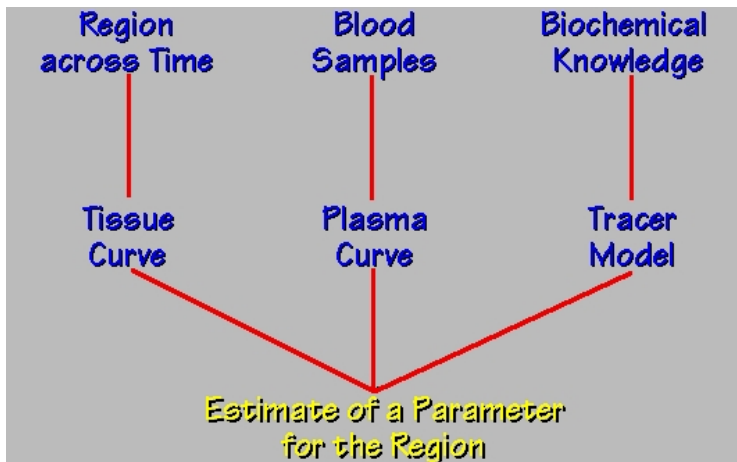 Region
across Time
Blood
Samples
Biochemical
Knowledge
Tissue
Curve
Plasma
Curve
Tracer
Model
Estimate of a Parameter
for the Region